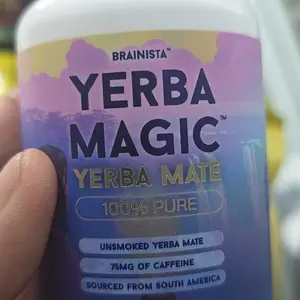 BRAINISTA™
YERBA
MAGIC™
YERBA MATE
100% PURE
UNSMOKED YERBA MATE
75MG OF CAFFEINE
SOURCED FROM SOUTH AMERICA